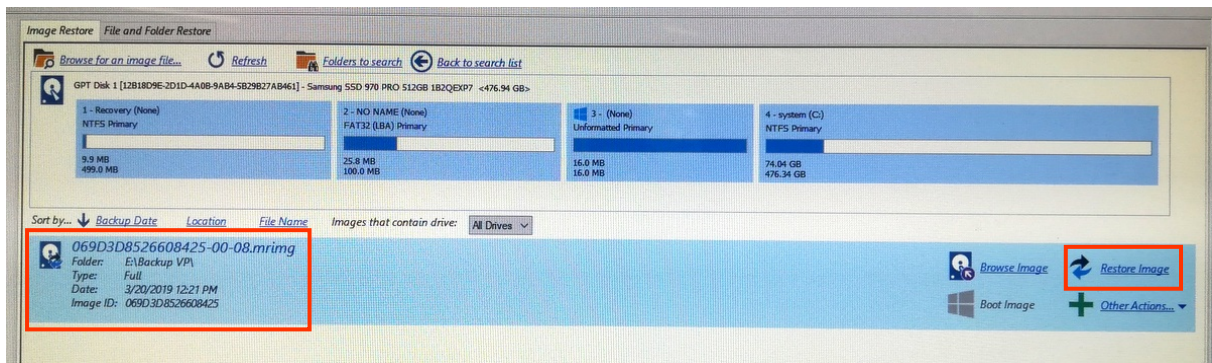 Image Restore File and Folder Restore
Browse for an image file... Refresh Folders to search Back to search list
GPT Disk 1 [12B18D9E-2D1D-4A0B-9AB4-5B29B27AB461] - Samsung SSD 970 PRO 512GB 1B2QEXP7 <476.94 GB>
1 - Recovery (None) 2 - NO NAME (None) 3 - (None) 4 - system (C:)
NTFS Primary FAT32 (LBA) Primary Unformatted Primary NTFS Primary
9.9 MB 25.8 MB 16.0 MB 74.04 GB
499.0 MB 100.0 MB 16.0 MB 476.34 GB
Sort by... Backup Date Location File Name Images that contain drive: All Drives
069D3D8526608425-00-08.mrimg
Folder: E:\Backup VP\
Type: Full
Date: 3/20/2019 12:21 PM
Image ID: 069D3D8526608425
Browse Image Restore Image
Boot Image Other Actions...